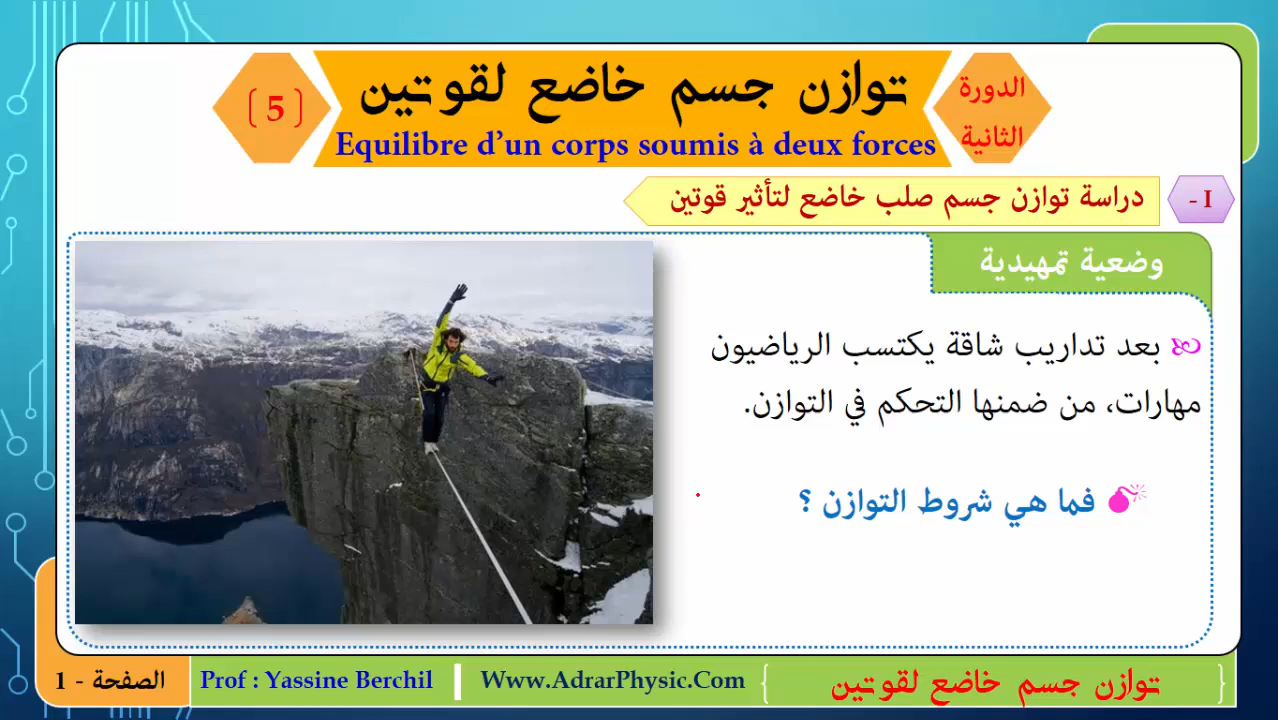 الدورة
الثانية
توازن جسم خاضع لقوتين
Equilibre d’un corps soumis à deux forces
( 5 )
I -
دراسة توازن جسم صلب خاضع لتأثير قوتين
وضعية تمهيدية
بعد تداريب شاقة يكتسب الرياضيون
مهارات، من ضمنها التحكم في التوازن.
فما هي شروط التوازن ؟
توازن جسم خاضع لقوتين
Www.AdrarPhysic.Com
Prof : Yassine Berchil
الصفحة - 1